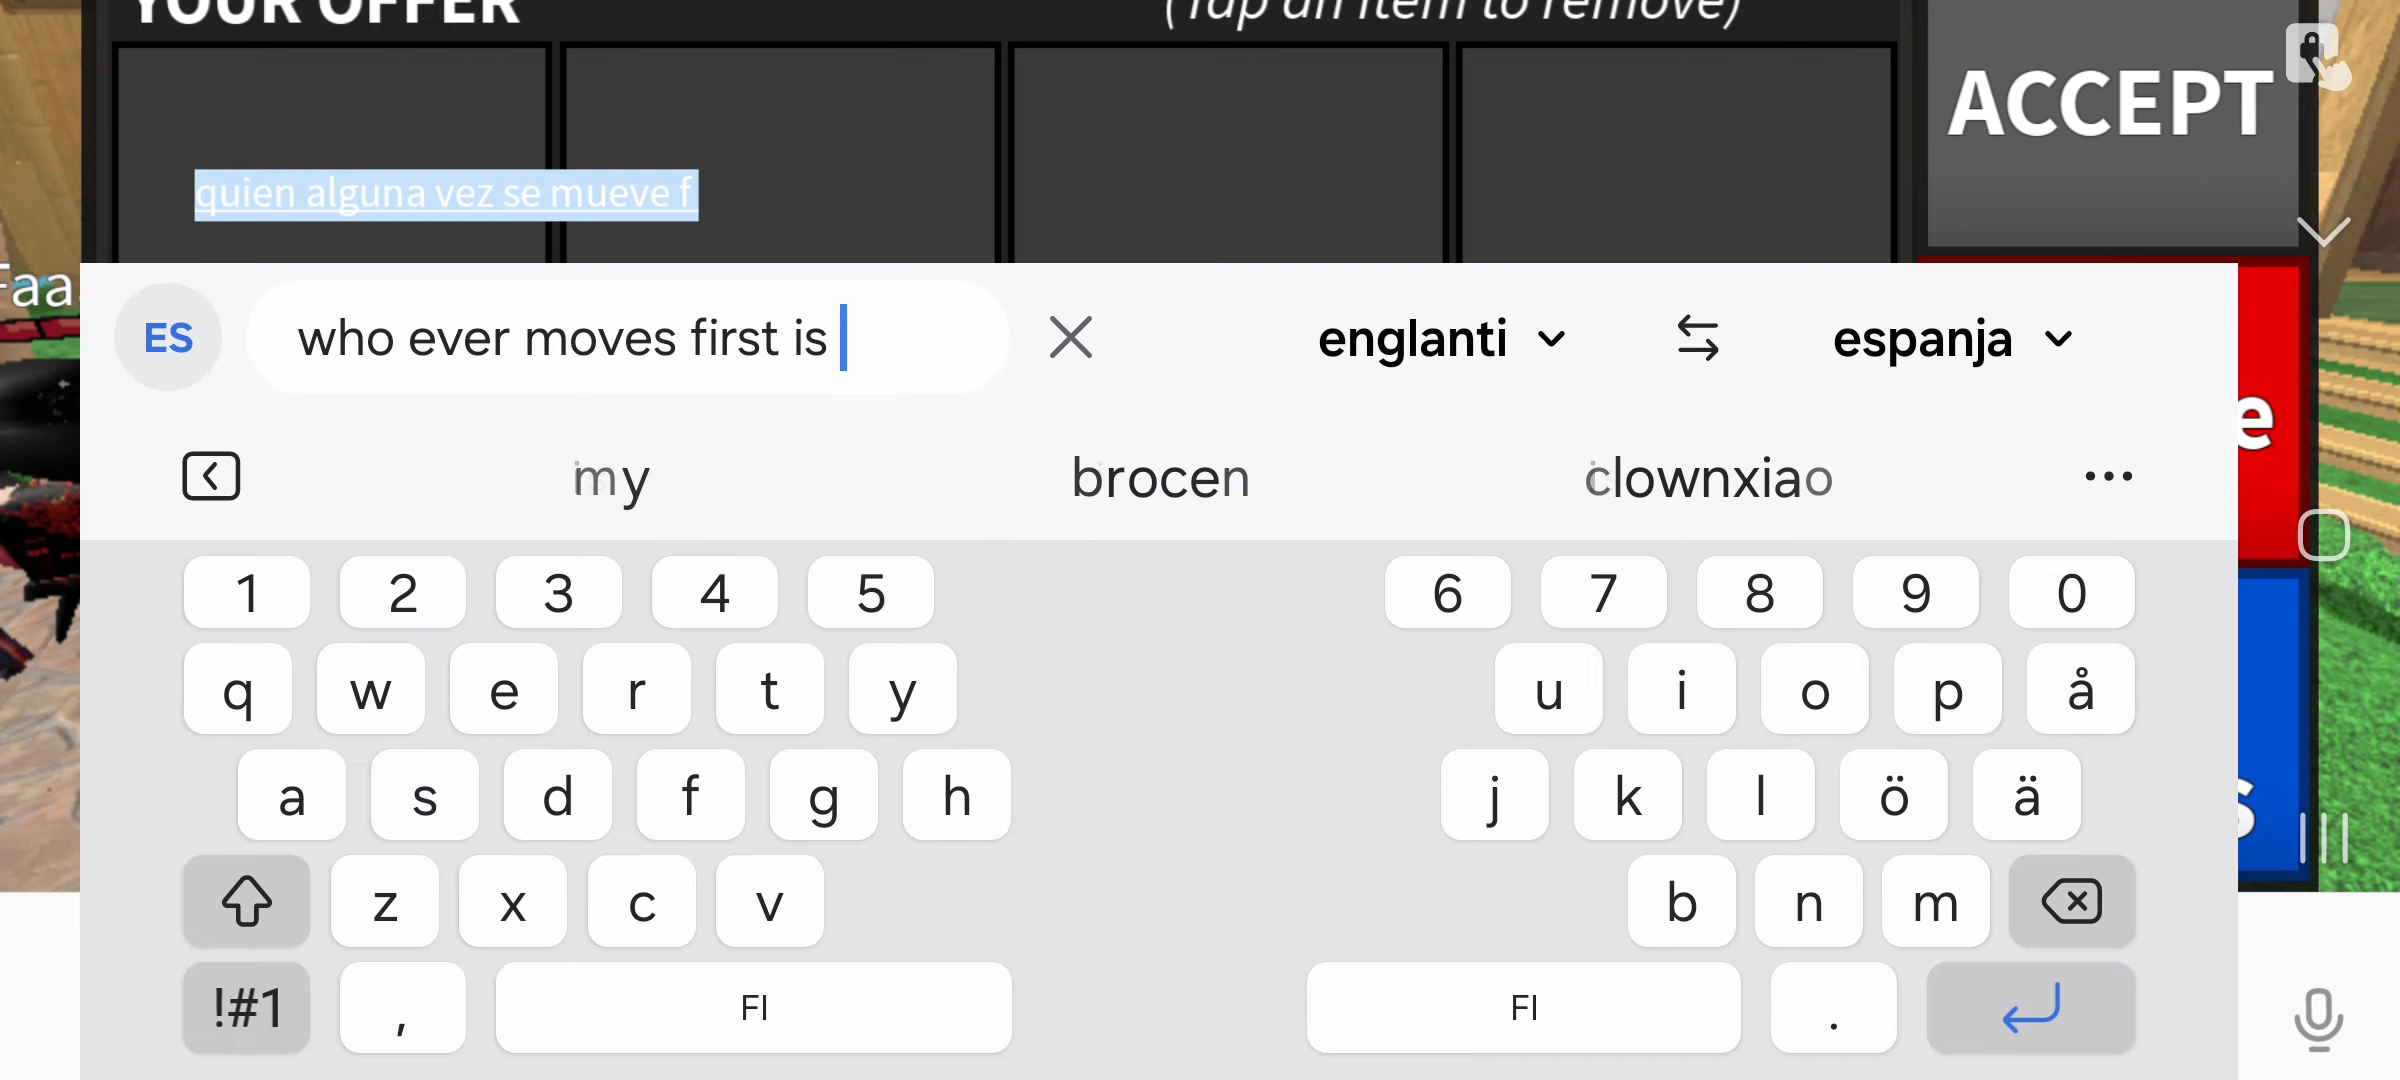 YOUR OFFER
(Tap an item to remove)
ACCEPT
quien alguna vez se mueve f
Faa
ES
who ever moves first is
englanti
espanja
e
my
brocen
clownxiao
1 2 3 4 5 6 7 8 9 0
q w e r t y u i o p å
a s d f g h j k l ö ä
s
z x c v b n m
!#1 , FI FI .